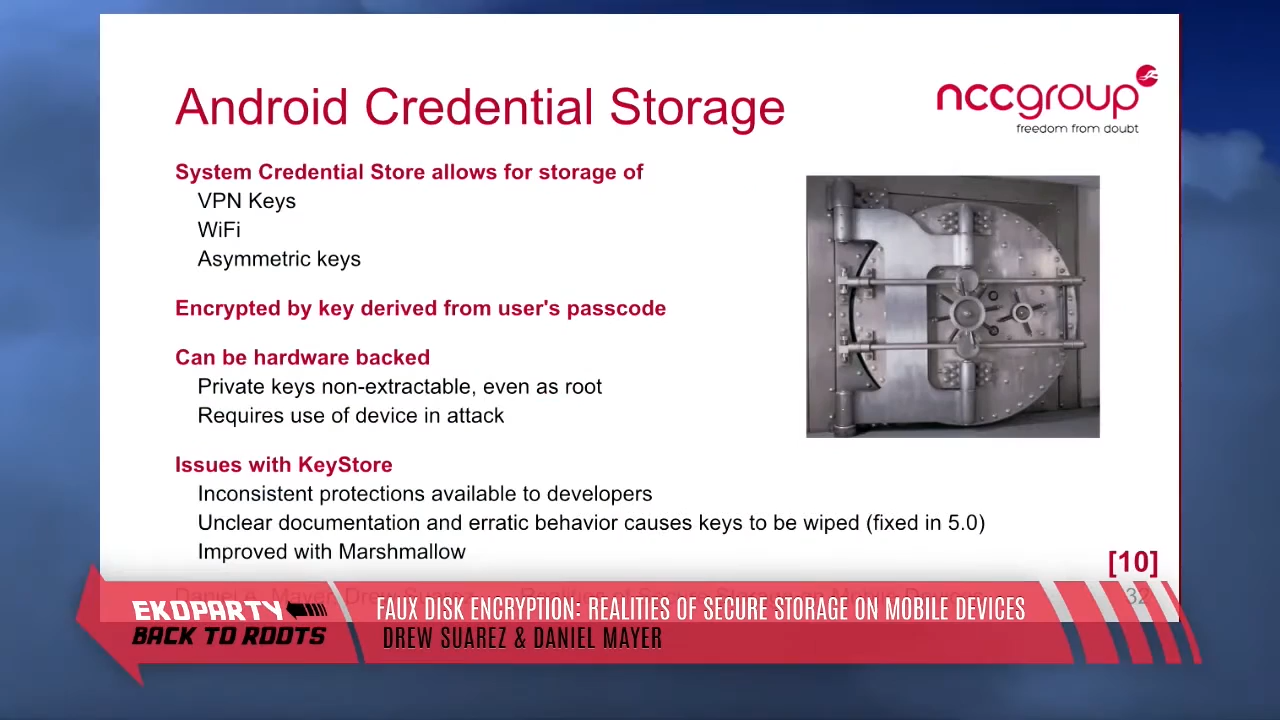 Android Credential Storage
nccgroup
freedom from doubt
System Credential Store allows for storage of
VPN Keys
WiFi
Asymmetric keys
Encrypted by key derived from user's passcode
Can be hardware backed
Private keys non-extractable, even as root
Requires use of device in attack
Issues with KeyStore
Inconsistent protections available to developers
Unclear documentation and erratic behavior causes keys to be wiped (fixed in 5.0)
Improved with Marshmallow
[10]
32
EKOPARTY
BACK TO ROOTS
FAUX DISK ENCRYPTION: REALITIES OF SECURE STORAGE ON MOBILE DEVICES
DREW SUAREZ & DANIEL MAYER